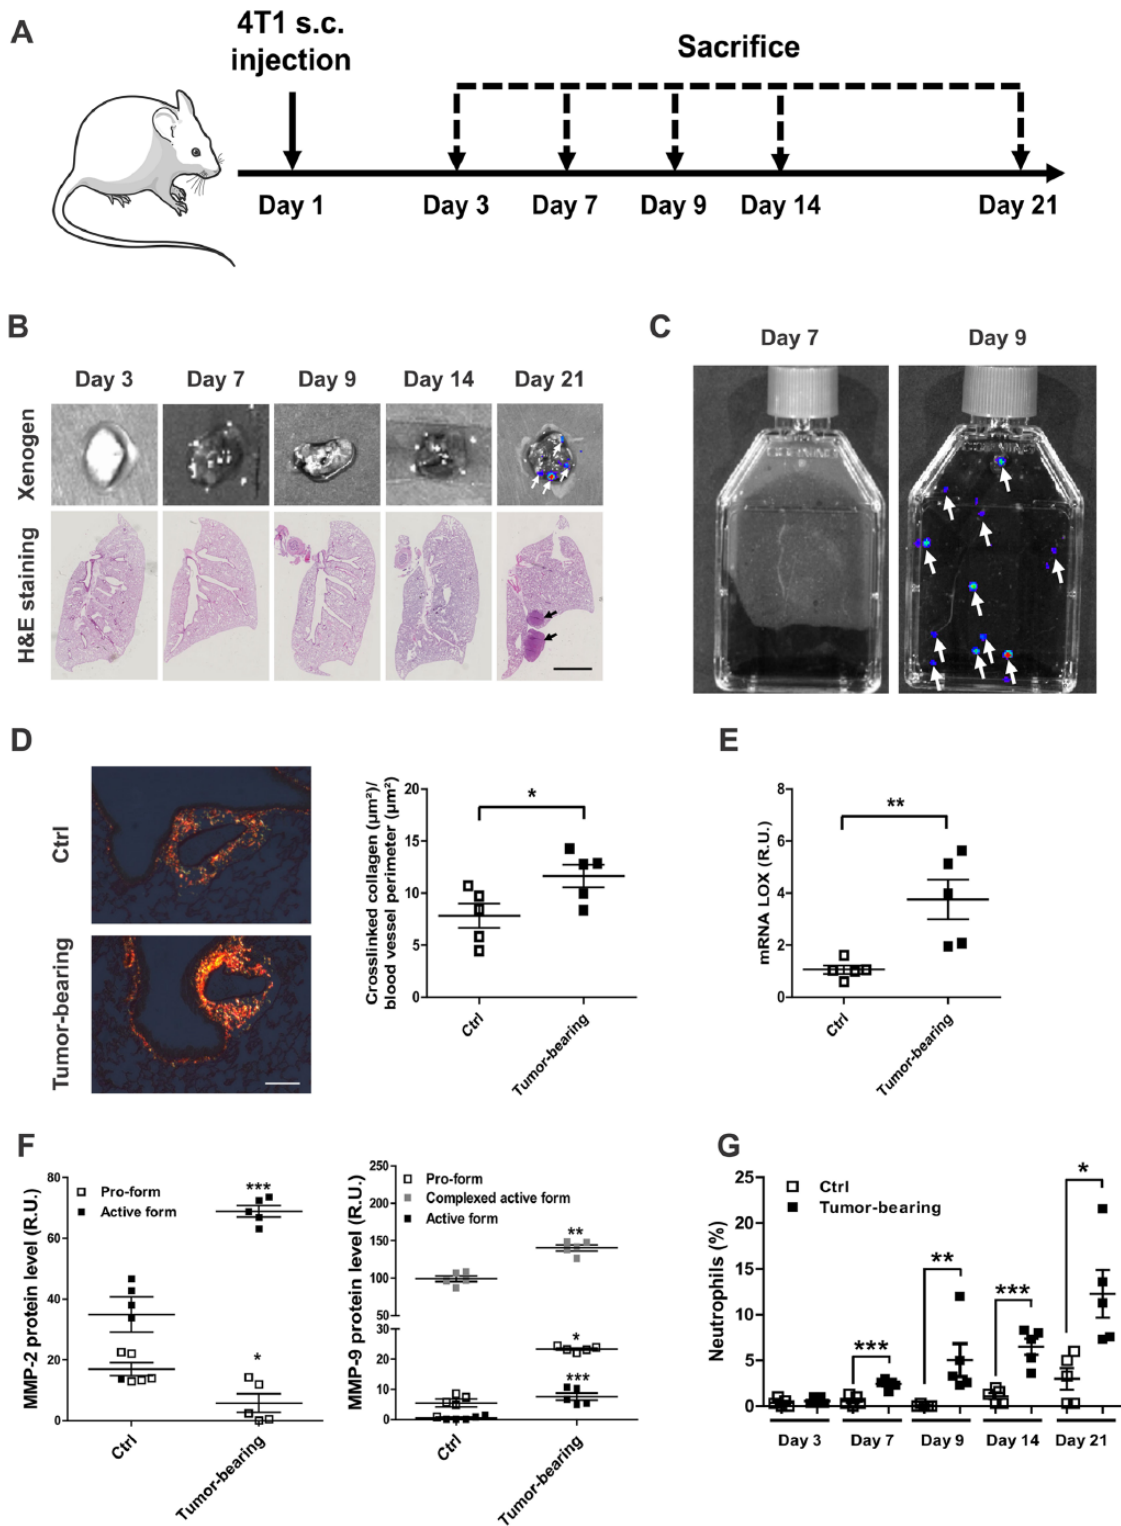 A
4T1 s.c.
injection
Sacrifice
Day 1
Day 3
Day 7
Day 9
Day 14
Day 21
B
Day 3
Day 7
Day 9
Day 14
Day 21
Xenogen
H&E staining
C
Day 7
Day 9
D
Ctrl
Tumor-bearing
Crosslinked collagen (µm²)/
blood vessel perimeter (µm²)
20
15
10
5
0
*
Ctrl
Tumor-bearing
E
mRNA LOX (R.U.)
8
6
4
2
0
**
Ctrl
Tumor-bearing
F
MMP-2 protein level (R.U.)
80
60
40
20
0
Pro-form
Active form
***
*
Ctrl
Tumor-bearing
MMP-9 protein level (R.U.)
250
200
150
100
50
30
20
10
0
Pro-form
Complexed active form
Active form
**
*
***
Ctrl
Tumor-bearing
G
Neutrophils (%)
25
20
15
10
5
0
Ctrl
Tumor-bearing
***
**
***
*
Day 3
Day 7
Day 9
Day 14
Day 21